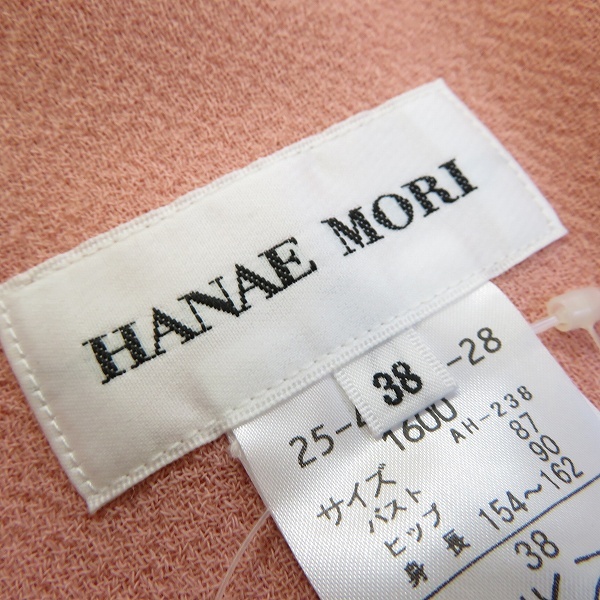 HANAE MORI
38
25-4 -28
1600 AH-238
サイズ
バスト 87
ヒップ 90
身長 154〜162
38